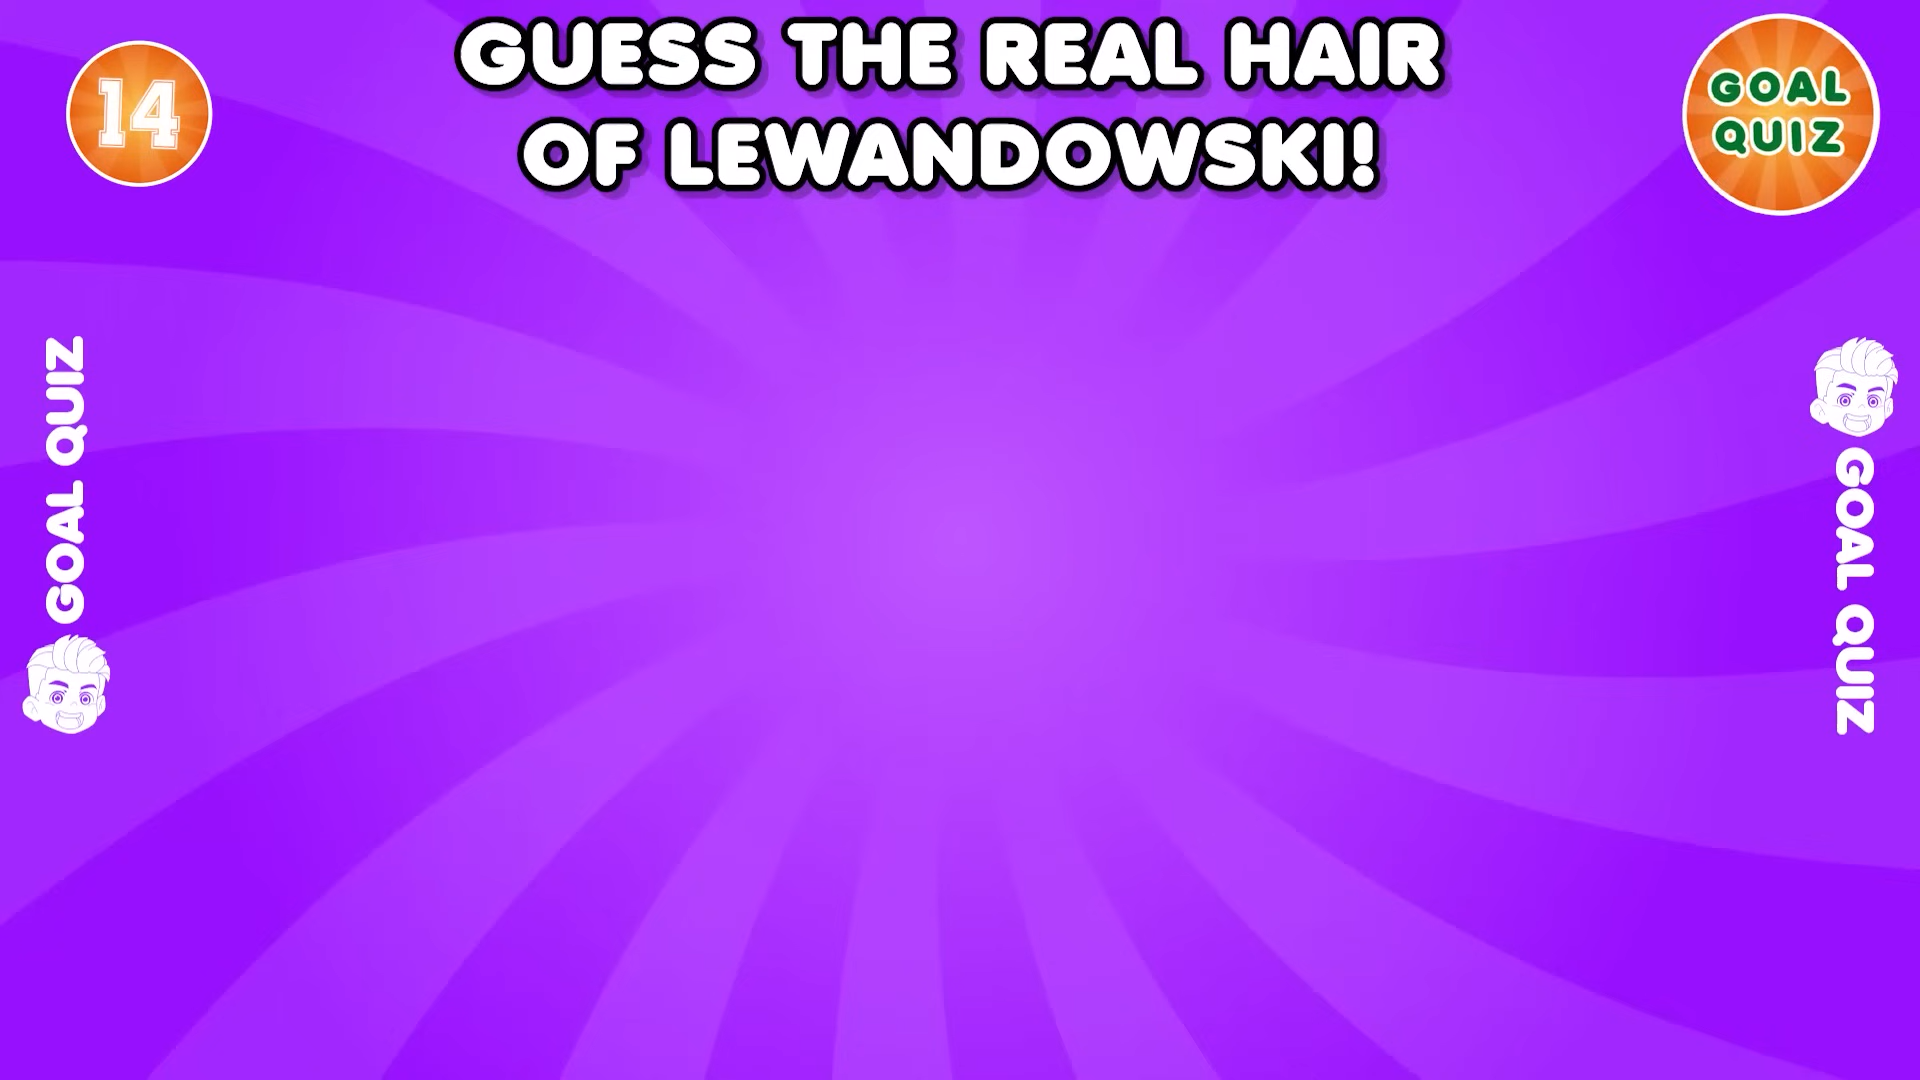 14
GUESS THE REAL HAIR
OF LEWANDOWSKI!
GOAL
QUIZ
GOAL QUIZ
GOAL QUIZ